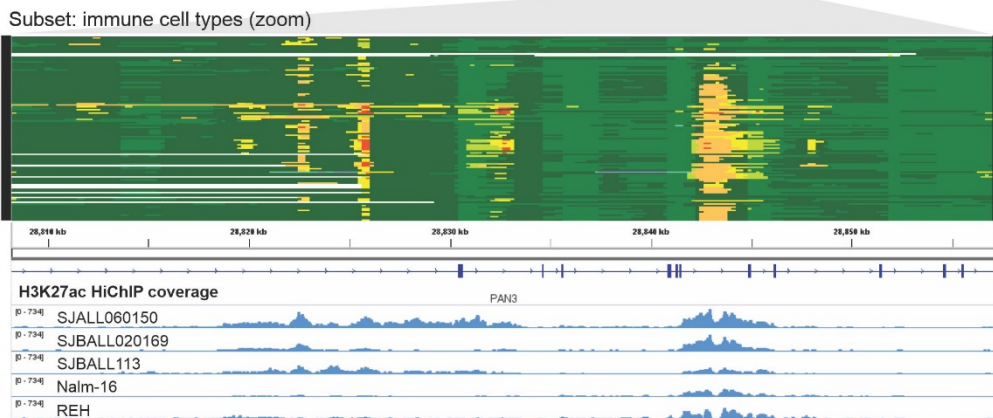 Subset: immune cell types (zoom)
28,810 kb 28,820 kb 28,830 kb 28,840 kb 28,850 kb
H3K27ac HiChIP coverage
PAN3
[0 - 734] SJALL060150
[0 - 734] SJBALL020169
[0 - 734] SJBALL113
[0 - 734] Nalm-16
[0 - 734] REH